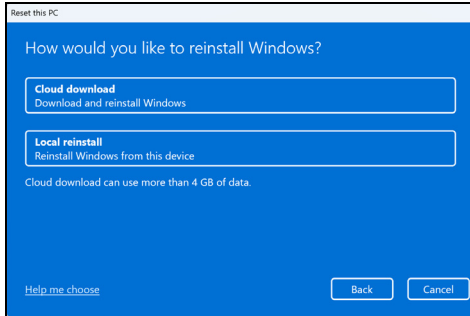 Reset this PC
How would you like to reinstall Windows?
Cloud download
Download and reinstall Windows
Local reinstall
Reinstall Windows from this device
Cloud download can use more than 4 GB of data.
Help me choose
Back
Cancel